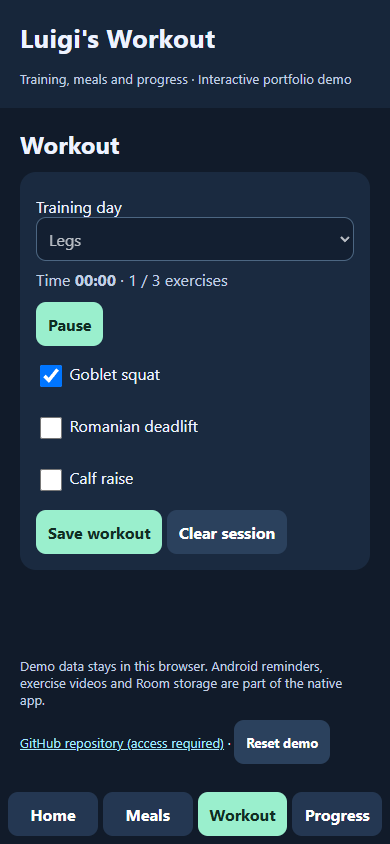 Luigi's Workout
Training, meals and progress · Interactive portfolio demo
Workout
Training day
Legs
Time 00:00 · 1 / 3 exercises
Pause
Goblet squat
Romanian deadlift
Calf raise
Save workout Clear session
Demo data stays in this browser. Android reminders,
exercise videos and Room storage are part of the native
app.
GitHub repository (access required) · Reset demo
Home Meals Workout Progress